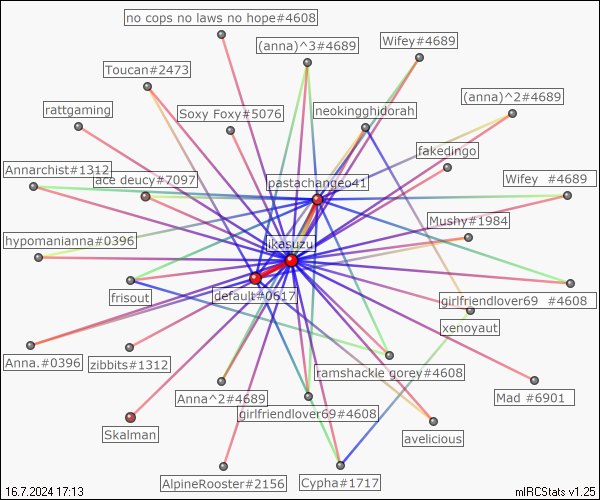 no cops no laws no hope#4608
(anna)^3#4689
Wifey#4689
Toucan#2473
(anna)^2#4689
rattgaming
Soxy Foxy#5076
neokingghidorah
fakedingo
Annarchist#1312
ace deucy#7097
pastachangeo41
Wifey #4689
Mushy#1984
hypomanianna#0396
ikasuzu
frisout
default#0617
girlfriendlover69 #4608
xenoyaut
Anna.#0396
zibbits#1312
ramshackle gorey#4608
Anna^2#4689
girlfriendlover69#4608
Mad #6901
Skalman
avelicious
AlpineRooster#2156
Cypha#1717
16.7.2024 17:13
mIRCStats v1.25